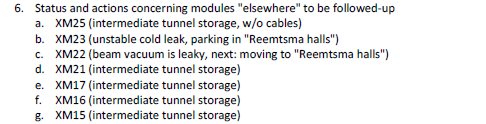 6. Status and actions concerning modules "elsewhere" to be followed-up
a. XM25 (intermediate tunnel storage, w/o cables)
b. XM23 (unstable cold leak, parking in "Reemtsma halls")
c. XM22 (beam vacuum is leaky, next: moving to "Reemtsma halls")
d. XM21 (intermediate tunnel storage)
e. XM17 (intermediate tunnel storage)
f. XM16 (intermediate tunnel storage)
g. XM15 (intermediate tunnel storage)